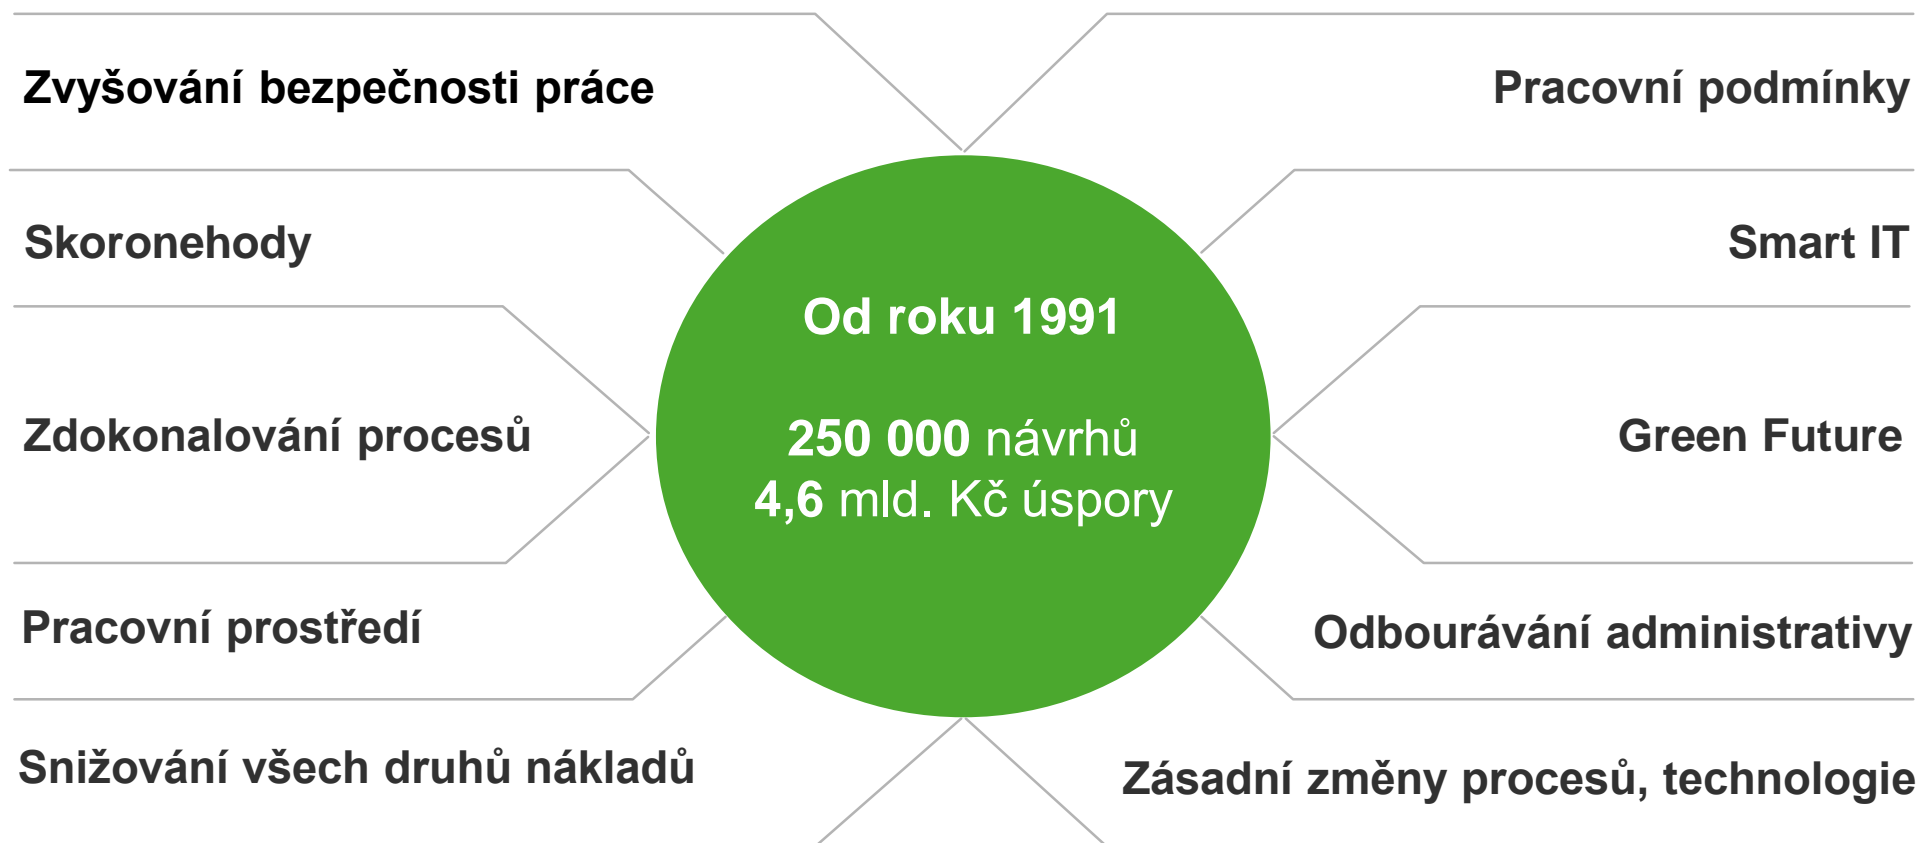 Zvyšování bezpečnosti práce
Pracovní podmínky
Skoronehody
Smart IT
Od roku 1991
Zdokonalování procesů
250 000 návrhů
4,6 mld. Kč úspory
Green Future
Pracovní prostředí
Odbourávání administrativy
Snižování všech druhů nákladů
Zásadní změny procesů, technologie